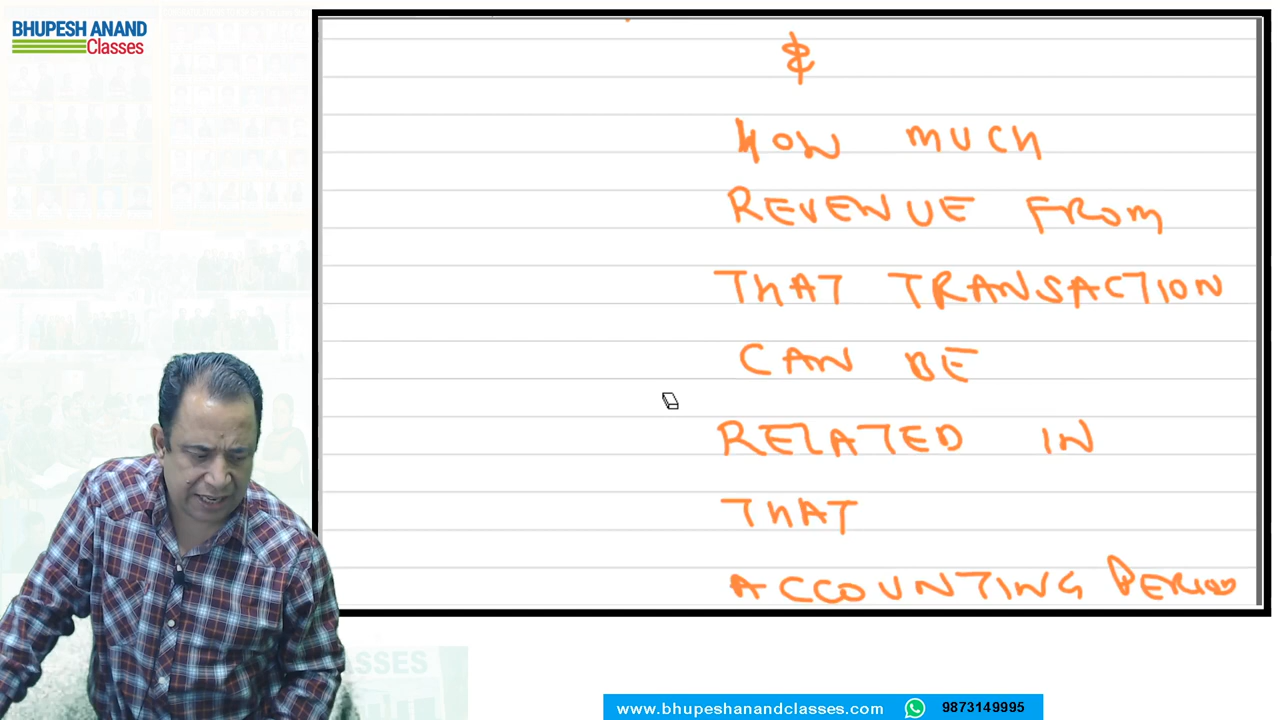 BHUPESH ANAND
Classes
&
HOW MUCH
REVENUE FROM
THAT TRANSACTION
CAN BE
RELATED IN
THAT
ACCOUNTING PERIOD
ASSES
www.bhupeshanandclasses.com 9873149995